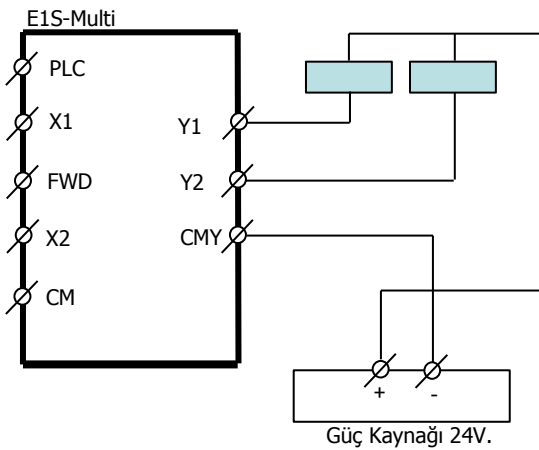 E1S-Multi
PLC
X1
Y1
FWD
Y2
X2
CMY
CM
+ -
Güç Kaynağı 24V.